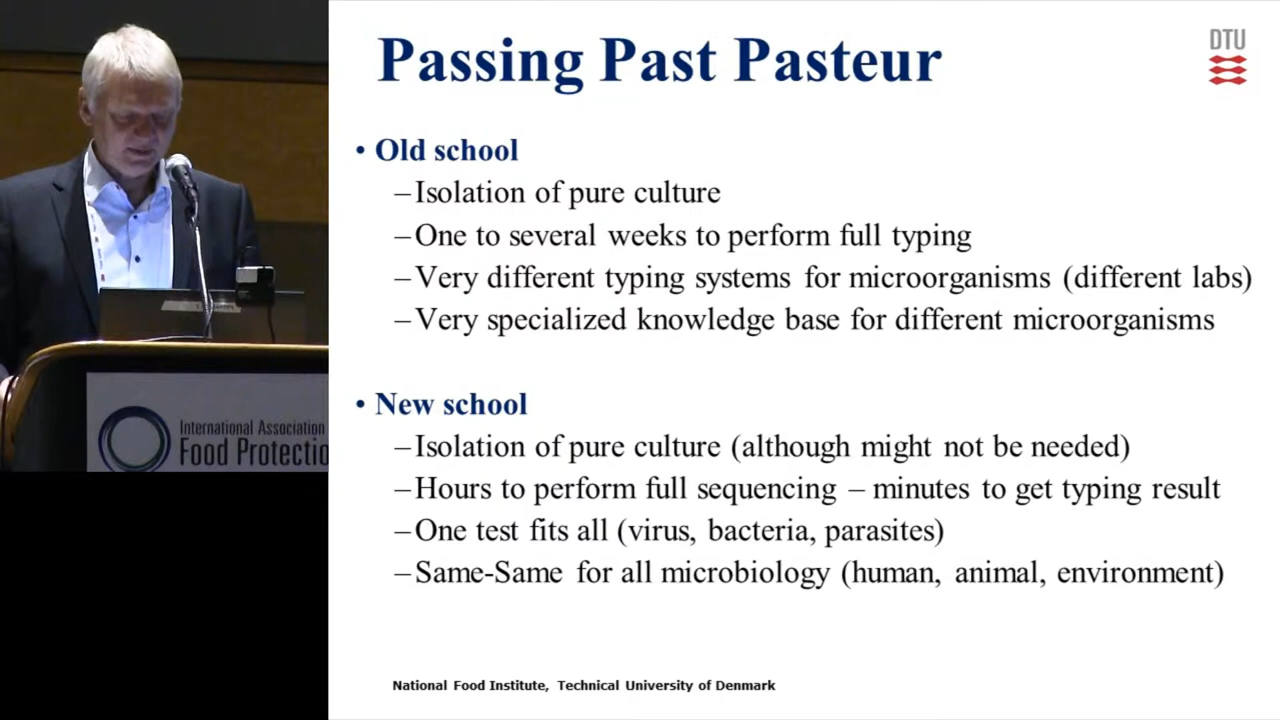 Passing Past Pasteur
DTU
• Old school
–Isolation of pure culture
–One to several weeks to perform full typing
–Very different typing systems for microorganisms (different labs)
–Very specialized knowledge base for different microorganisms
• New school
–Isolation of pure culture (although might not be needed)
–Hours to perform full sequencing – minutes to get typing result
–One test fits all (virus, bacteria, parasites)
–Same-Same for all microbiology (human, animal, environment)
National Food Institute, Technical University of Denmark
International Association
Food Protectio